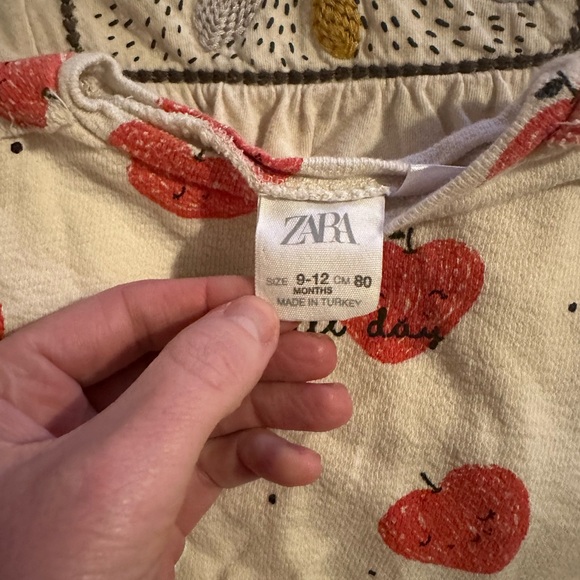 ZARA
SIZE 9-12 CM 80
MONTHS
MADE IN TURKEY
day